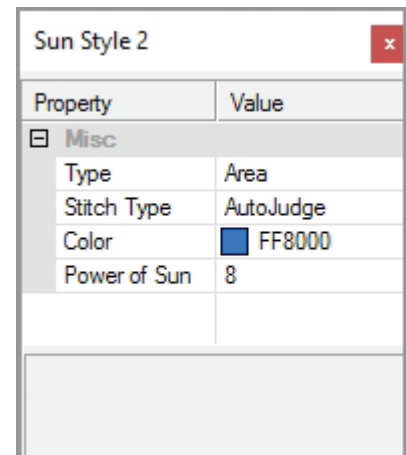 Sun Style 2
x
Property Value
Misc
Type Area
Stitch Type AutoJudge
Color FF8000
Power of Sun 8